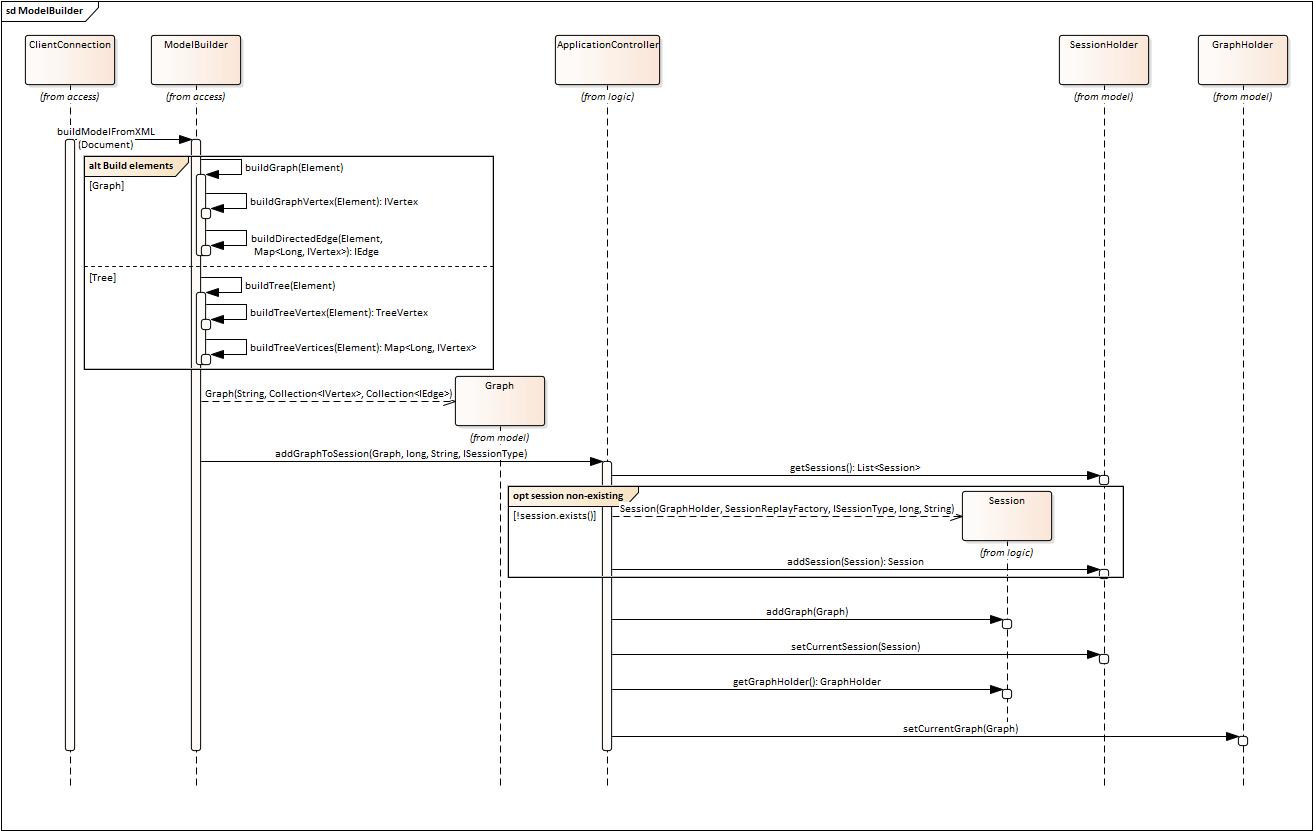 sd ModelBuilder
ClientConnection
ModelBuilder
ApplicationController
SessionHolder
GraphHolder
(from access)
(from access)
(from logic)
(from model)
(from model)
buildModelFromXML
(Document)
alt Build elements
[Graph]
buildGraph(Element)
buildGraphVertex(Element): IVertex
buildDirectedEdge(Element,
Map<Long, IVertex>): IEdge
[Tree]
buildTree(Element)
buildTreeVertex(Element): TreeVertex
buildTreeVertices(Element): Map<Long, IVertex>
Graph(String, Collection<IVertex>, Collection<IEdge>)
Graph
(from model)
addGraphToSession(Graph, long, String, ISessionType)
getSessions(): List<Session>
opt session non-existing
[!session.exists()]
Session(GraphHolder, SessionReplayFactory, ISessionType, long, String)
Session
(from logic)
addSession(Session): Session
addGraph(Graph)
setCurrentSession(Session)
getGraphHolder(): GraphHolder
setCurrentGraph(Graph)